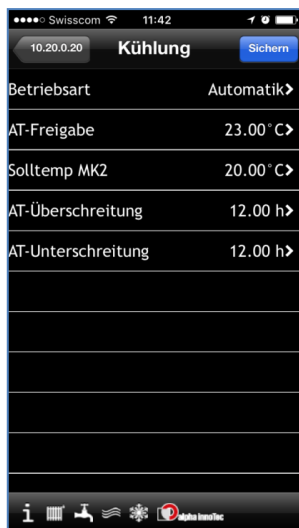 Swisscom 11:42
10.20.0.20 Kühlung Sichern
Betriebsart Automatik
AT-Freigabe 23.00°C
Solltemp MK2 20.00°C
AT-Überschreitung 12.00 h
AT-Unterschreitung 12.00 h
alpha innoTec